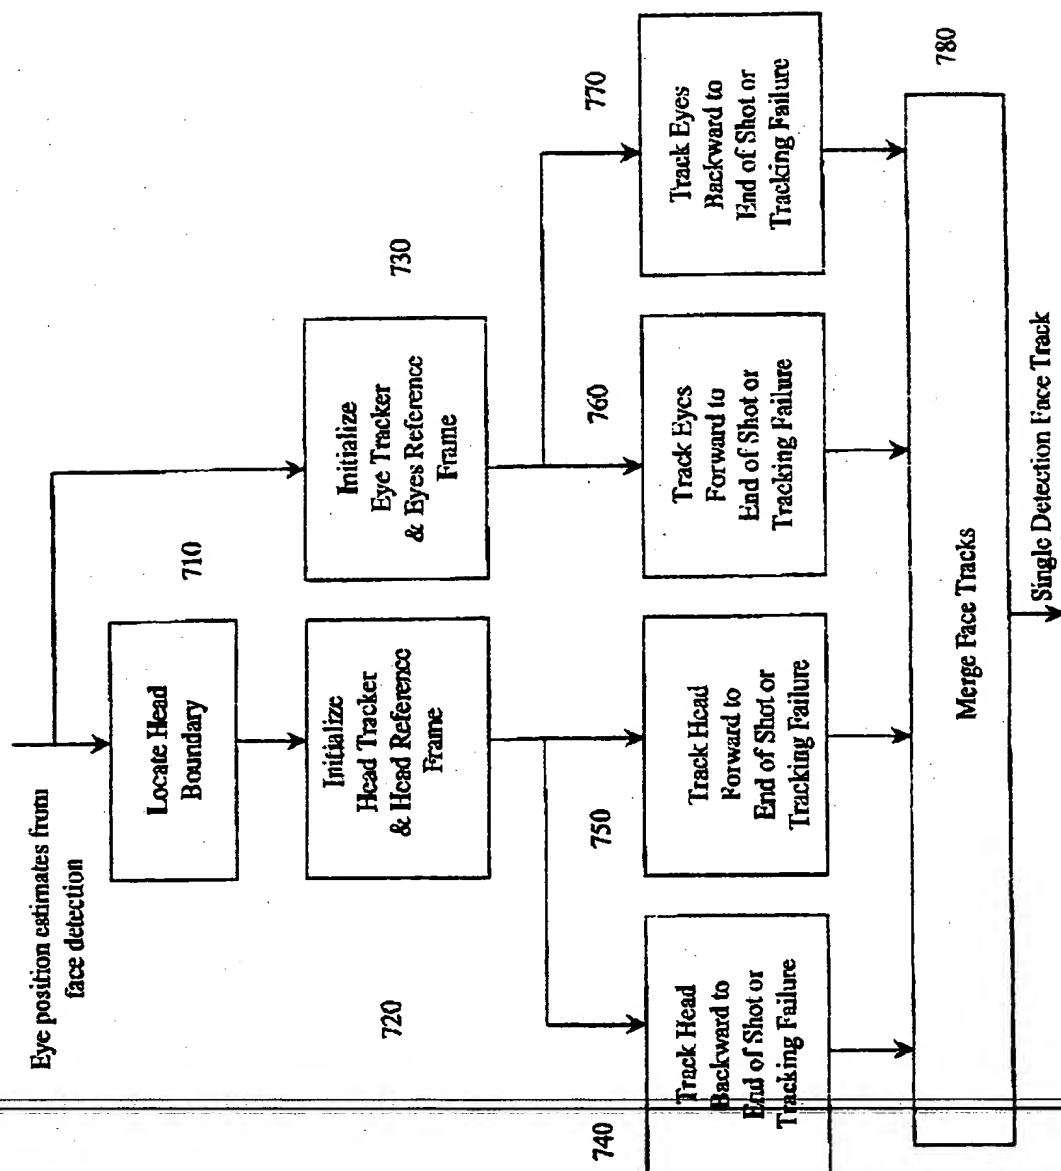 Eye position estimates from
face detection
Locate Head
Boundary
710
Initialize
Head Tracker
& Head Reference
Frame
720
Initialize
Eye Tracker
& Eyes Reference
Frame
730
Track Head
Backward to
End of Shot or
Tracking Failure
740
Track Head
Forward to
End of Shot or
Tracking Failure
750
Track Eyes
Forward to
End of Shot or
Tracking Failure
760
Track Eyes
Backward to
End of Shot or
Tracking Failure
770
Merge Face Tracks
780
Single Detection Face Track